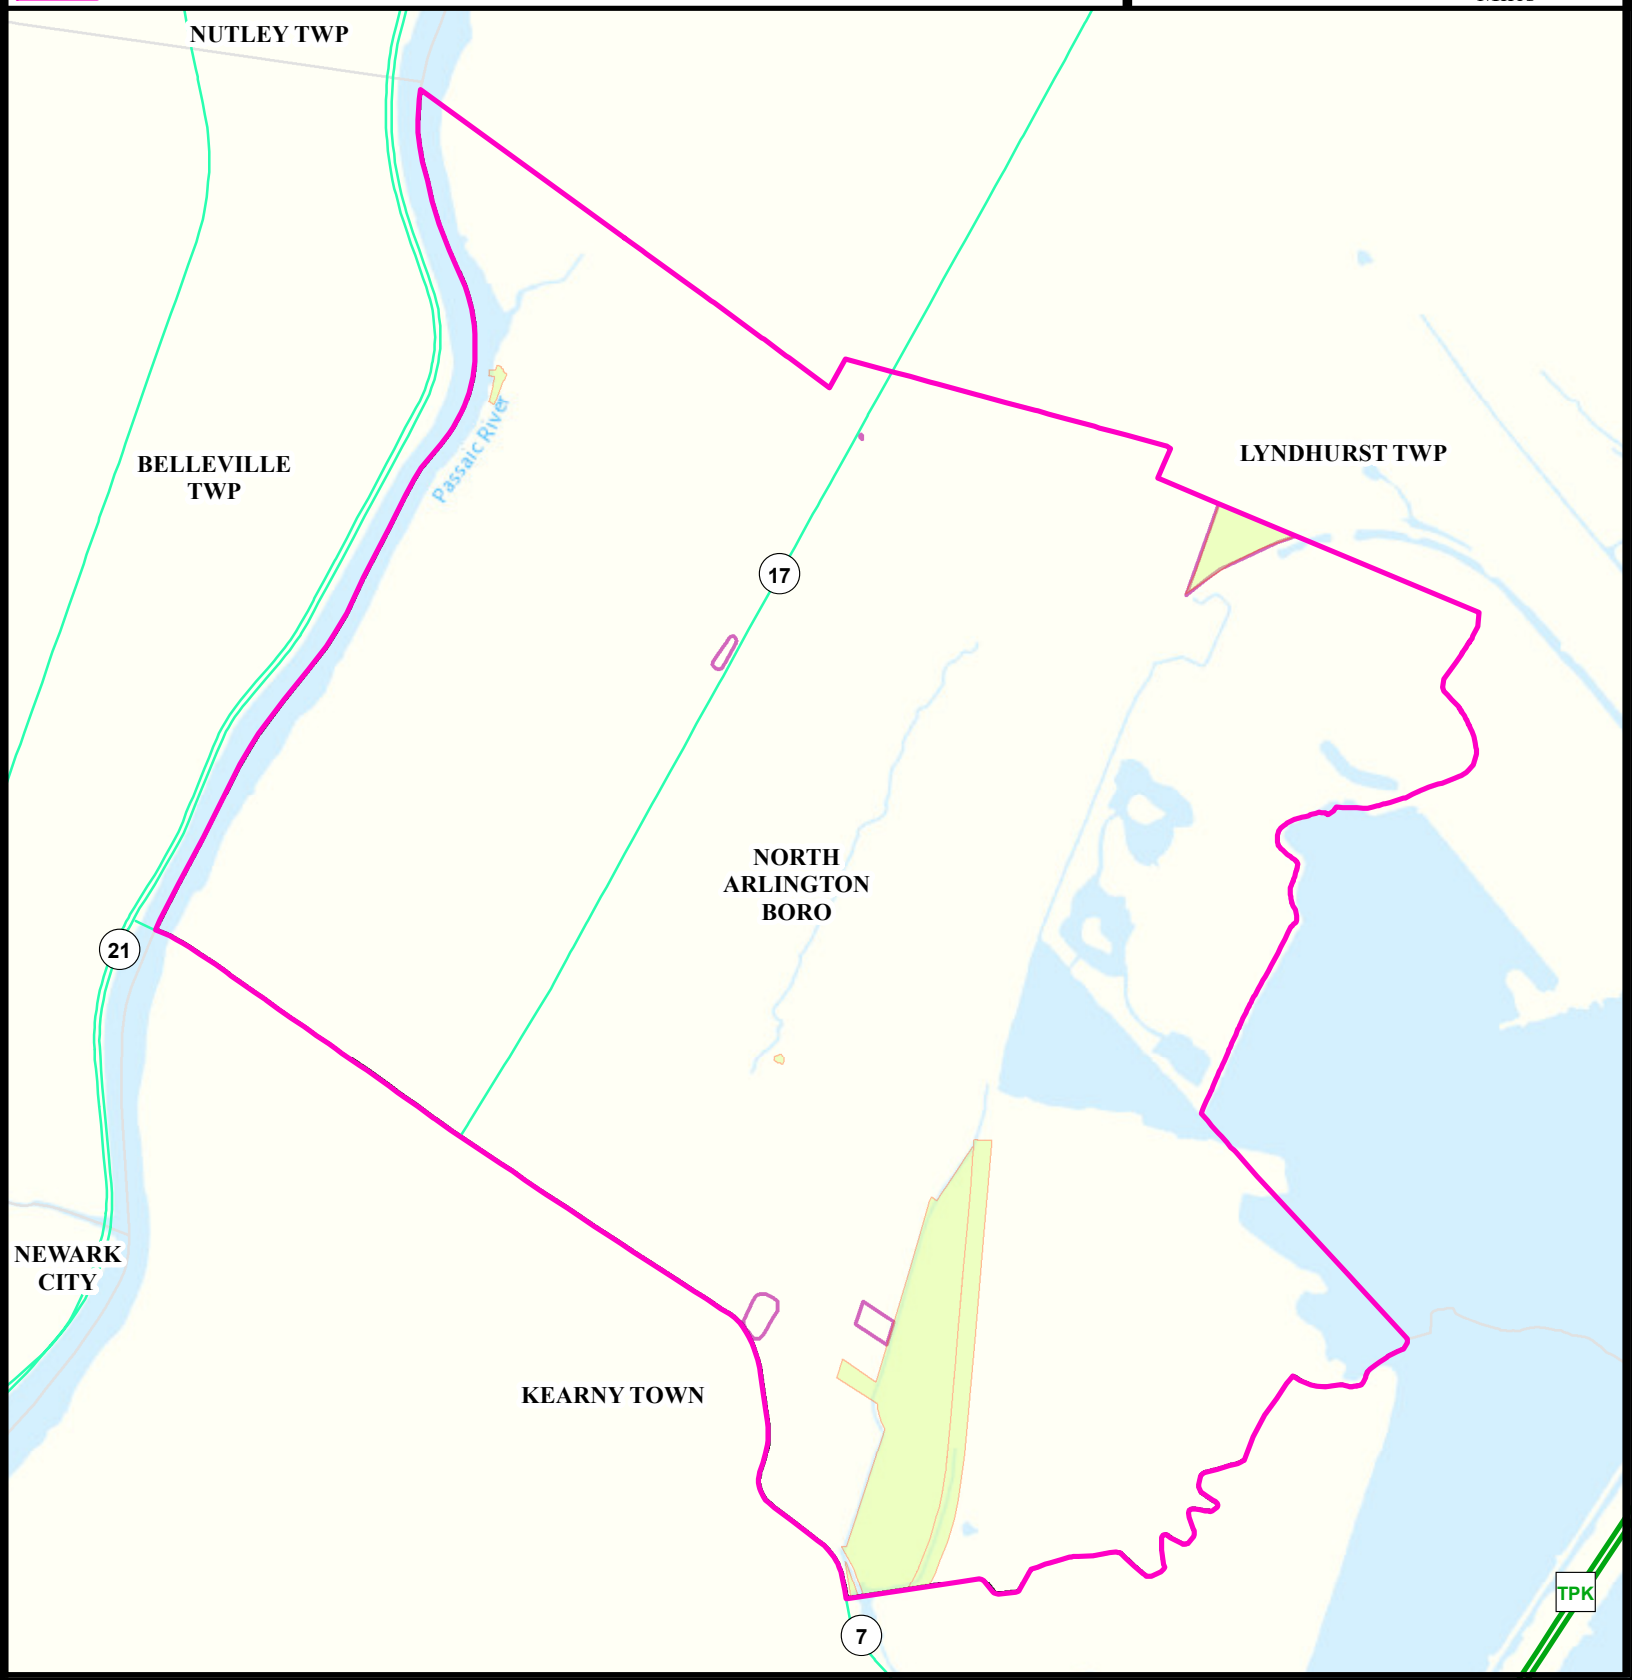 NUTLEY TWP
LYNDHURST TWP
BELLEVILLE
TWP
Passaic River
17
NORTH
ARLINGTON
BORO
21
NEWARK
CITY
KEARNY TOWN
TPK
7